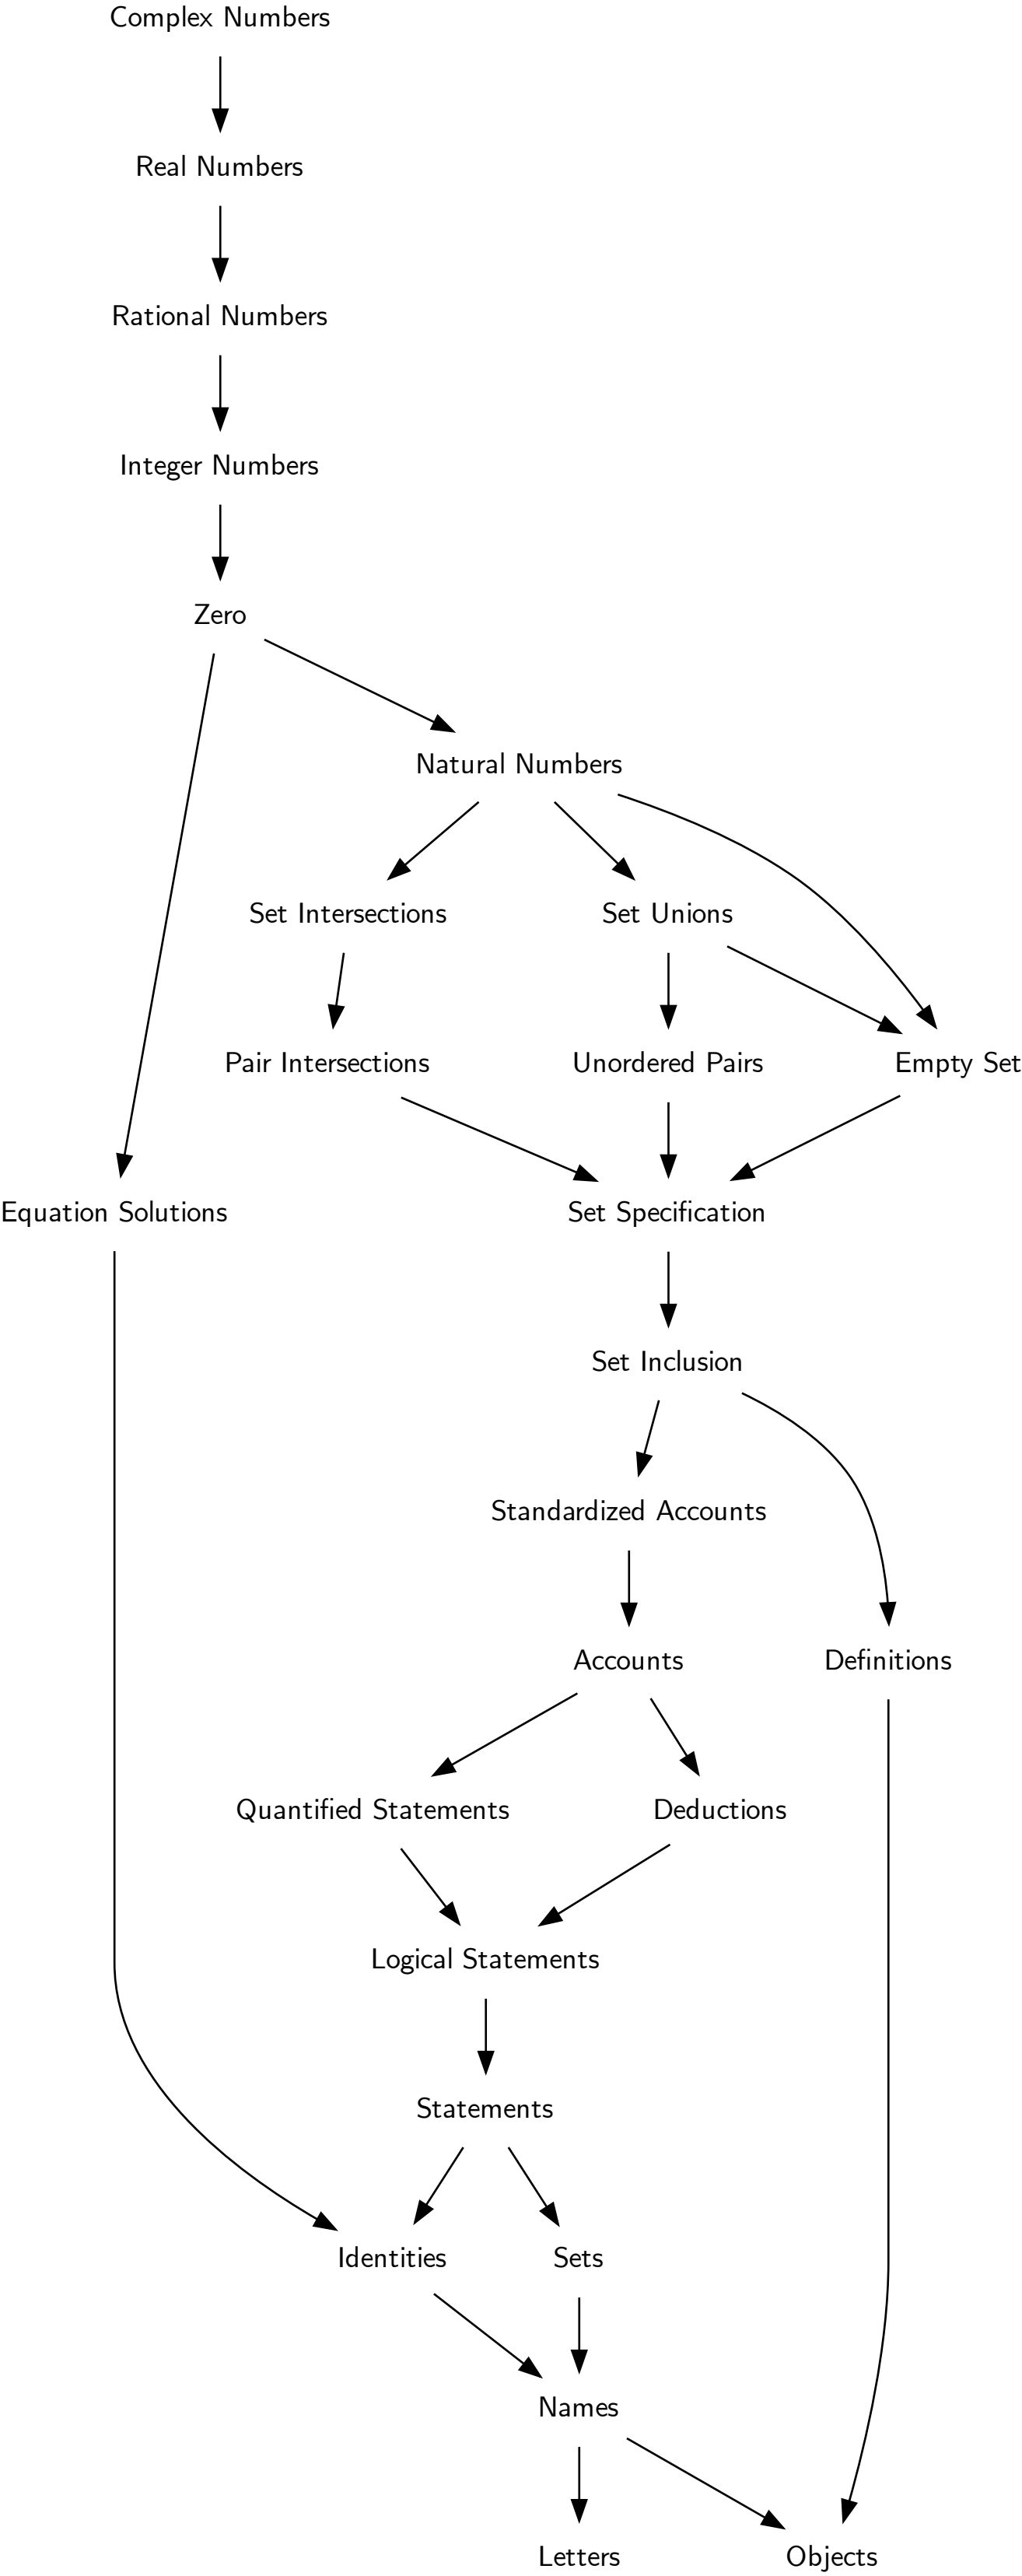 Complex Numbers
Real Numbers
Rational Numbers
Integer Numbers
Zero
Natural Numbers
Set Intersections
Set Unions
Pair Intersections
Unordered Pairs
Empty Set
Equation Solutions
Set Specification
Set Inclusion
Standardized Accounts
Accounts
Definitions
Quantified Statements
Deductions
Logical Statements
Statements
Identities
Sets
Names
Letters
Objects